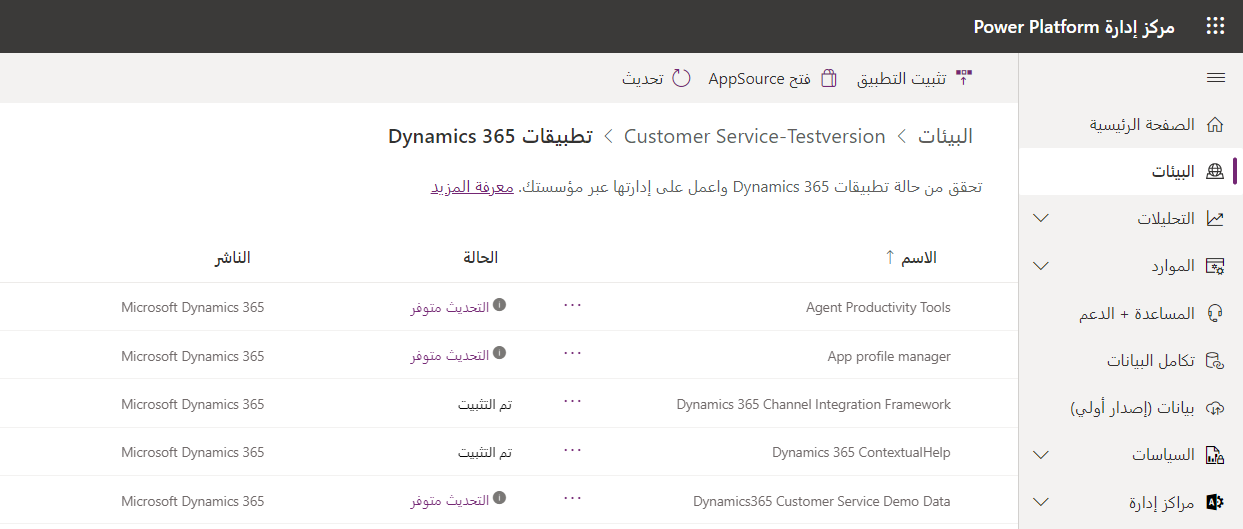 مركز إدارة Power Platform
تثبيت التطبيق
فتح AppSource
تحديث
الصفحة الرئيسية
البيئات
التحليلات
الموارد
المساعدة + الدعم
تكامل البيانات
بيانات (إصدار أولي)
السياسات
مراكز إدارة
البيئات > Customer Service-Testversion > تطبيقات Dynamics 365
تحقق من حالة تطبيقات Dynamics 365 واعمل على إدارتها عبر مؤسستك. معرفة المزيد
الاسم ↑ الحالة الناشر
Agent Productivity Tools ... التحديث متوفر Microsoft Dynamics 365
App profile manager ... التحديث متوفر Microsoft Dynamics 365
Dynamics 365 Channel Integration Framework ... تم التثبيت Microsoft Dynamics 365
Dynamics 365 ContextualHelp ... تم التثبيت Microsoft Dynamics 365
Dynamics365 Customer Service Demo Data ... التحديث متوفر Microsoft Dynamics 365